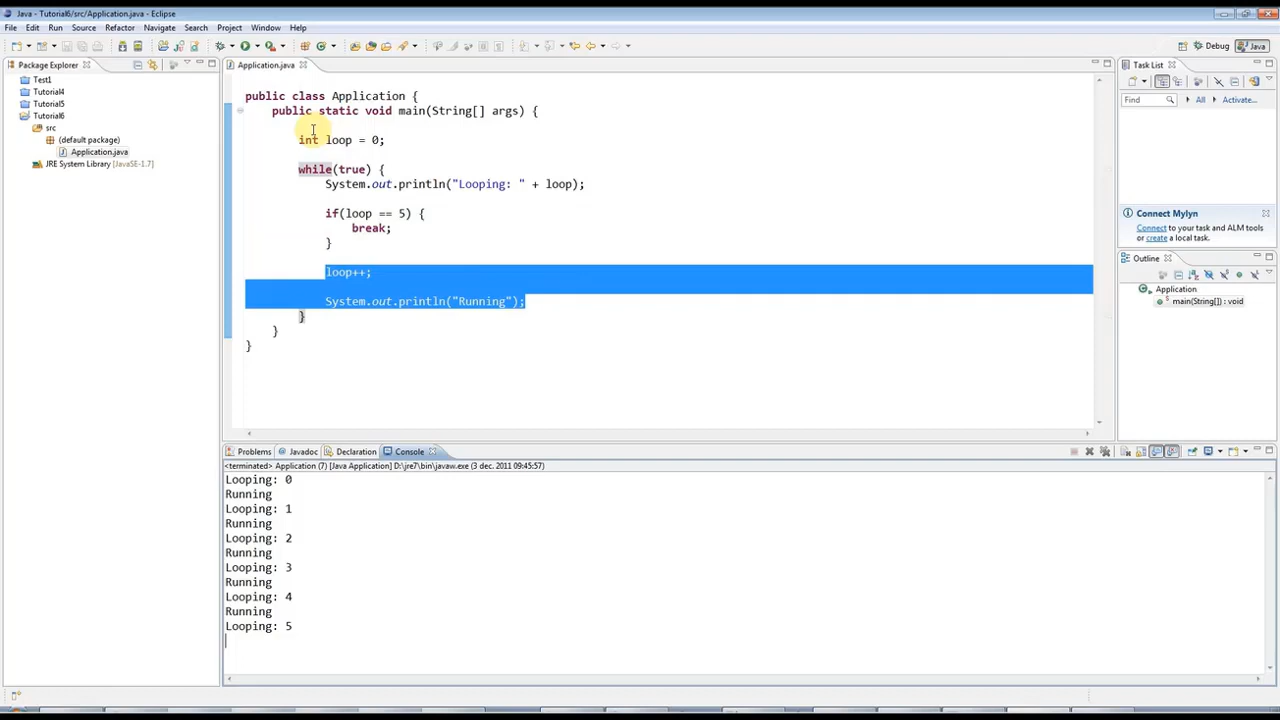 Java - Tutorial6/src/Application.java - Eclipse
File Edit Run Source Refactor Navigate Search Project Window Help
Debug Java
Package Explorer
Test1
Tutorial4
Tutorial5
Tutorial6
src
(default package)
Application.java
JRE System Library [JavaSE-1.7]
Application.java
public class Application {
public static void main(String[] args) {
int loop = 0;
while(true) {
System.out.println("Looping: " + loop);
if(loop == 5) {
break;
}
loop++;
System.out.println("Running");
}
}
}
Task List
Find All Activate...
Connect Mylyn
Connect to your task and ALM tools
or create a local task.
Outline
Application
main(String[]) : void
Problems Javadoc Declaration Console
<terminated> Application (7) [Java Application] D:\jre7\bin\javaw.exe (3 dec. 2011 09:45:57)
Looping: 0
Running
Looping: 1
Running
Looping: 2
Running
Looping: 3
Running
Looping: 4
Running
Looping: 5